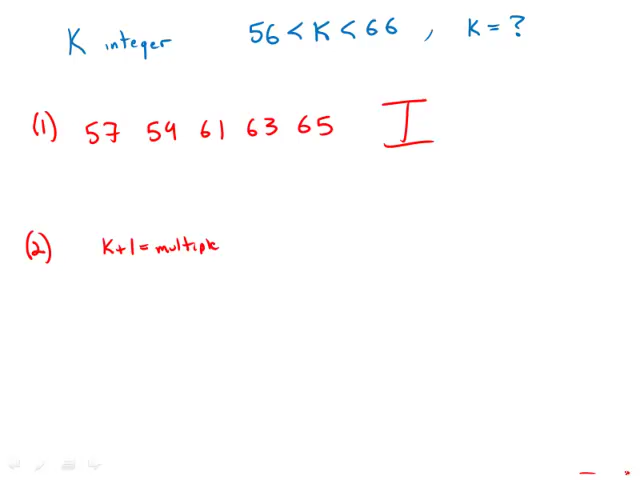 K integer 56 < K < 66 , K = ?
(1) 57 59 61 63 65 I
(2) K+1 = multiple